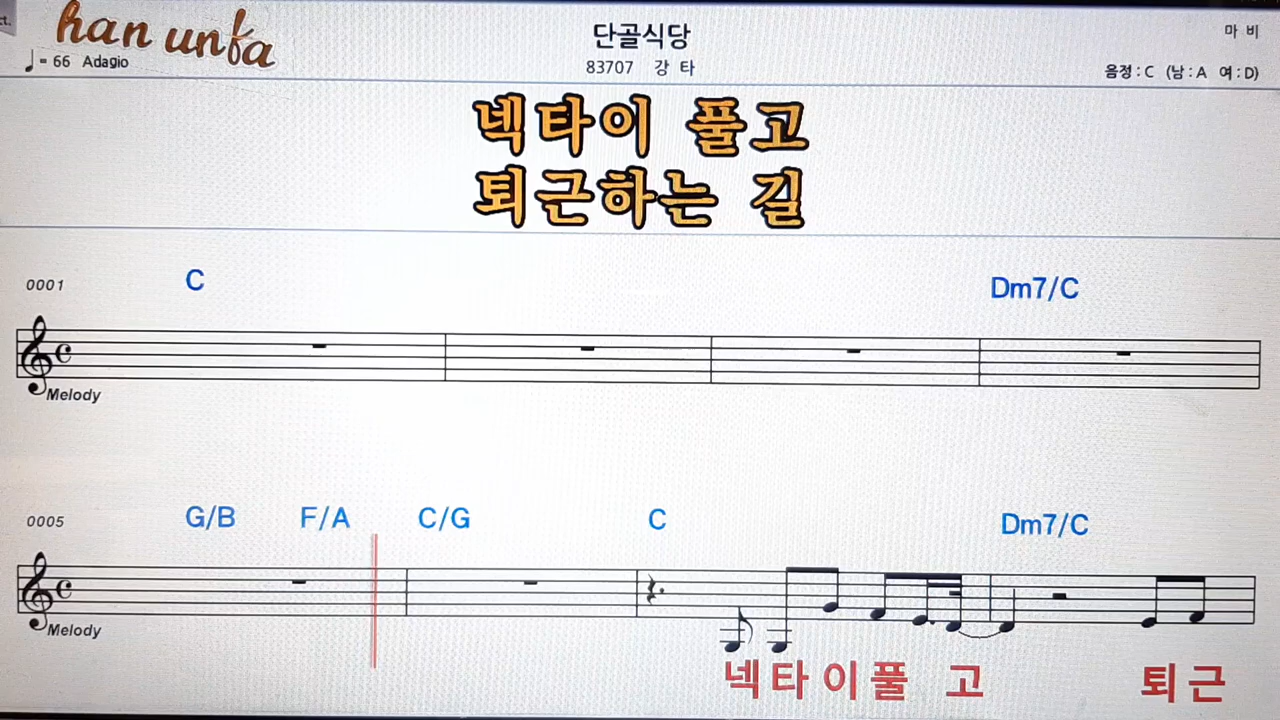 ct.
han unfa
단골식당
마 비
♩= 66 Adagio
83707 강 타
음정 : C (남 : A 여 : D)
넥타이 풀고
퇴근하는 길
0001
C
Dm7/C
Melody
0005
G/B F/A C/G C Dm7/C
Melody
넥타이풀 고 퇴근